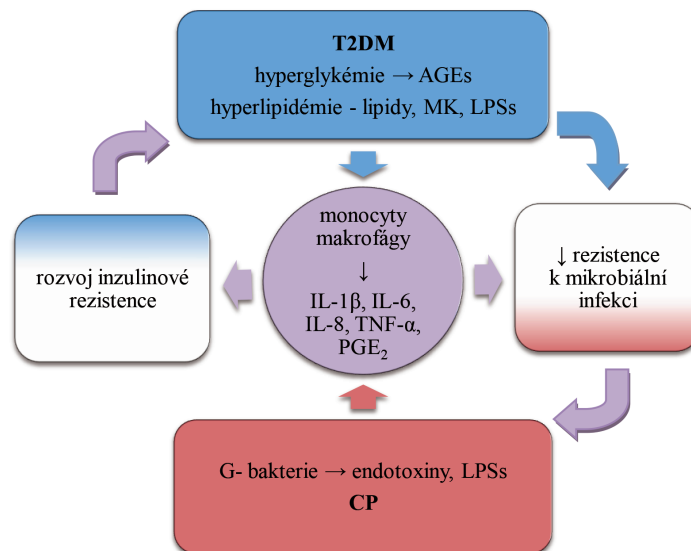 T2DM
hyperglykémie → AGEs
hyperlipidémie - lipidy, MK, LPSs
monocyty
makrofágy
↓
IL-1β, IL-6,
IL-8, TNF-α,
PGE₂
rozvoj inzulinové
rezistence
↓ rezistence
k mikrobiální
infekci
G- bakterie → endotoxiny, LPSs
CP